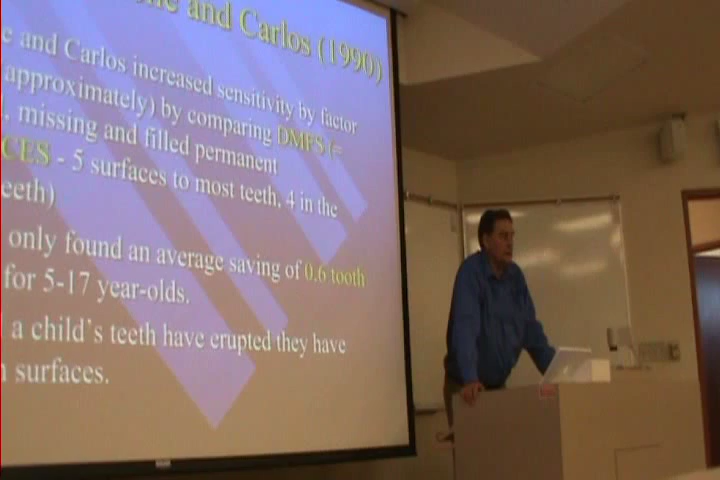 and Carlos (1990)
e and Carlos increased sensitivity by factor
approximately) by comparing DMFS (=
, missing and filled permanent
CES - 5 surfaces to most teeth, 4 in the
eeth)
only found an average saving of 0.6 tooth
for 5-17 year-olds.
a child's teeth have erupted they have
surfaces.